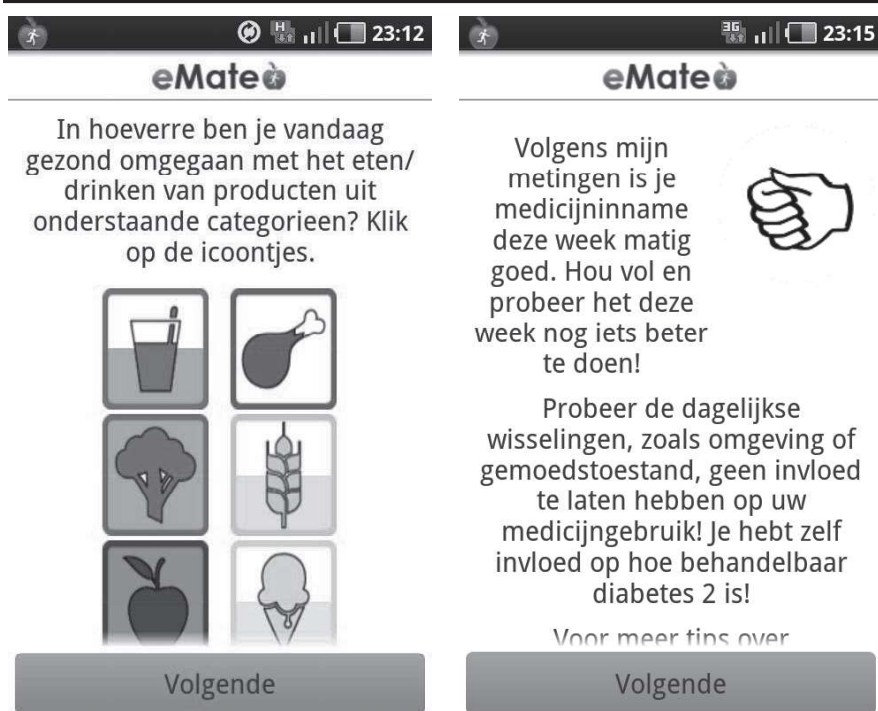 23:12
eMate
In hoeverre ben je vandaag
gezond omgegaan met het eten/
drinken van producten uit
onderstaande categorieen? Klik
op de icoontjes.
Volgende
3G
23:15
eMate
Volgens mijn
metingen is je
medicijninname
deze week matig
goed. Hou vol en
probeer het deze
week nog iets beter
te doen!
Probeer de dagelijkse
wisselingen, zoals omgeving of
gemoedstoestand, geen invloed
te laten hebben op uw
medicijngebruik! Je hebt zelf
invloed op hoe behandelbaar
diabetes 2 is!
Voor meer tips over
Volgende